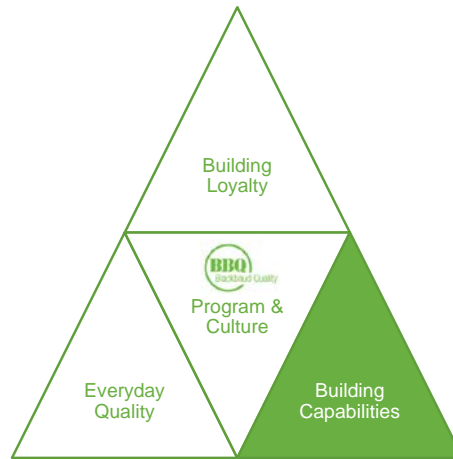 Building
Loyalty
BBQ
Blackbaud Quality
Program &
Culture
Everyday
Quality
Building
Capabilities